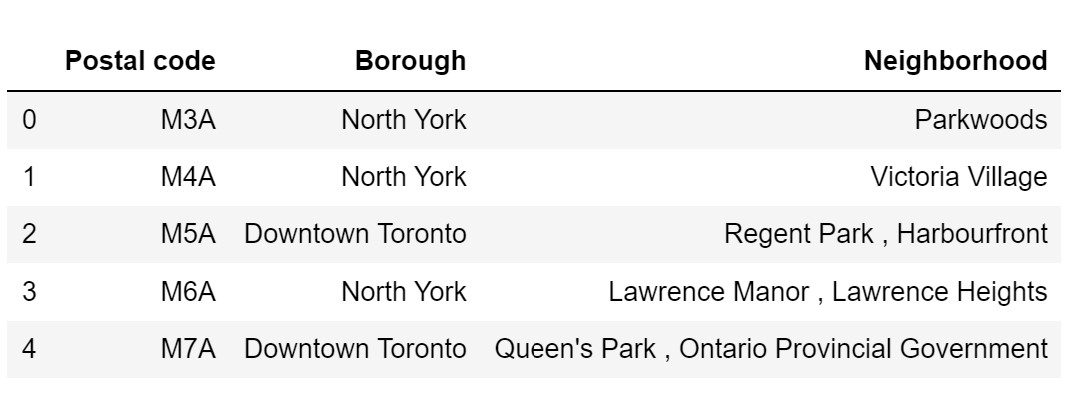 Postal code Borough Neighborhood
0 M3A North York Parkwoods
1 M4A North York Victoria Village
2 M5A Downtown Toronto Regent Park , Harbourfront
3 M6A North York Lawrence Manor , Lawrence Heights
4 M7A Downtown Toronto Queen's Park , Ontario Provincial Government